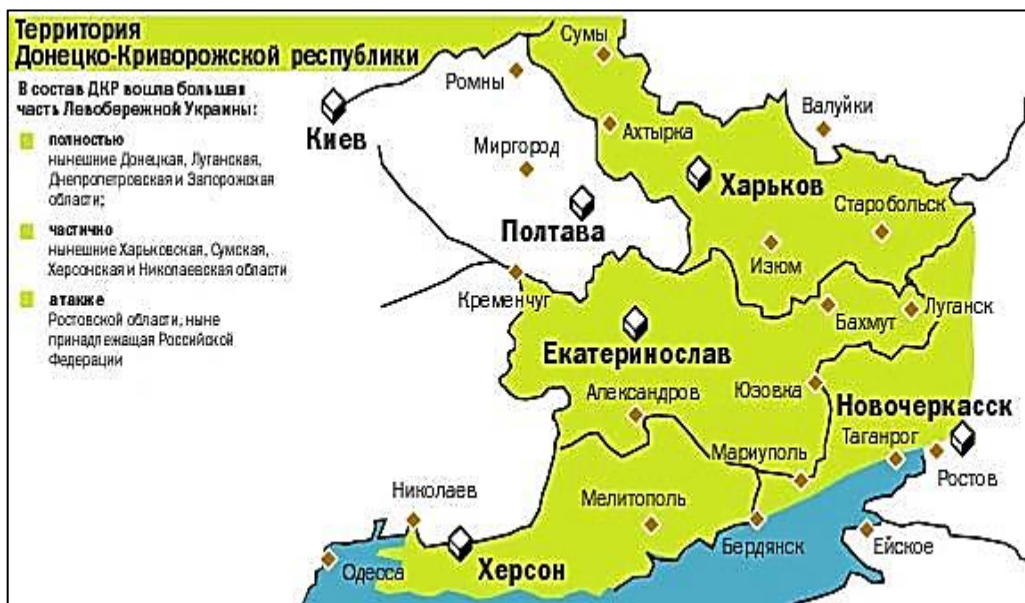 Территория
Донецко-Криворожской республики
В состав ДКР вошла большая
часть Левобережной Украины:
полностью
нынешние Донецкая, Луганская,
Днепропетровская и Запорожская
области;
частично
нынешние Харьковская, Сумская,
Херсонская и Николаевская области
а также
Ростовской области, ныне
принадлежащая Российской
Федерации
Сумы
Ромны
Киев
Валуйки
Ахтырка
Миргород
Харьков
Старобольск
Полтава
Изюм
Кременчуг
Бахмут
Луганск
Екатеринослав
Александров
Юзовка
Новочеркасск
Таганрог
Мариуполь
Ростов
Николаев
Мелитополь
Бердянск
Ейское
Одесса
Херсон